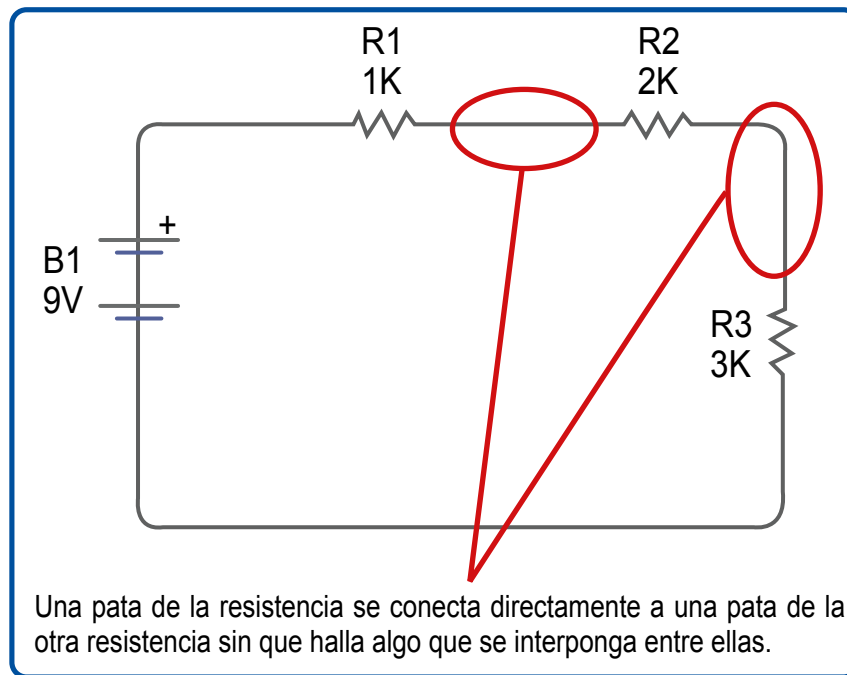 R1
1K
R2
2K
+
B1
9V
R3
3K
Una pata de la resistencia se conecta directamente a una pata de la
otra resistencia sin que halla algo que se interponga entre ellas.